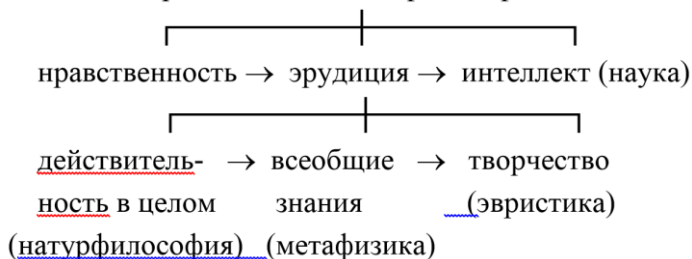 нравственность → эрудиция → интеллект (наука)
действитель- → всеобщие → творчество
ность в целом знания (эвристика)
(натурфилософия) (метафизика)